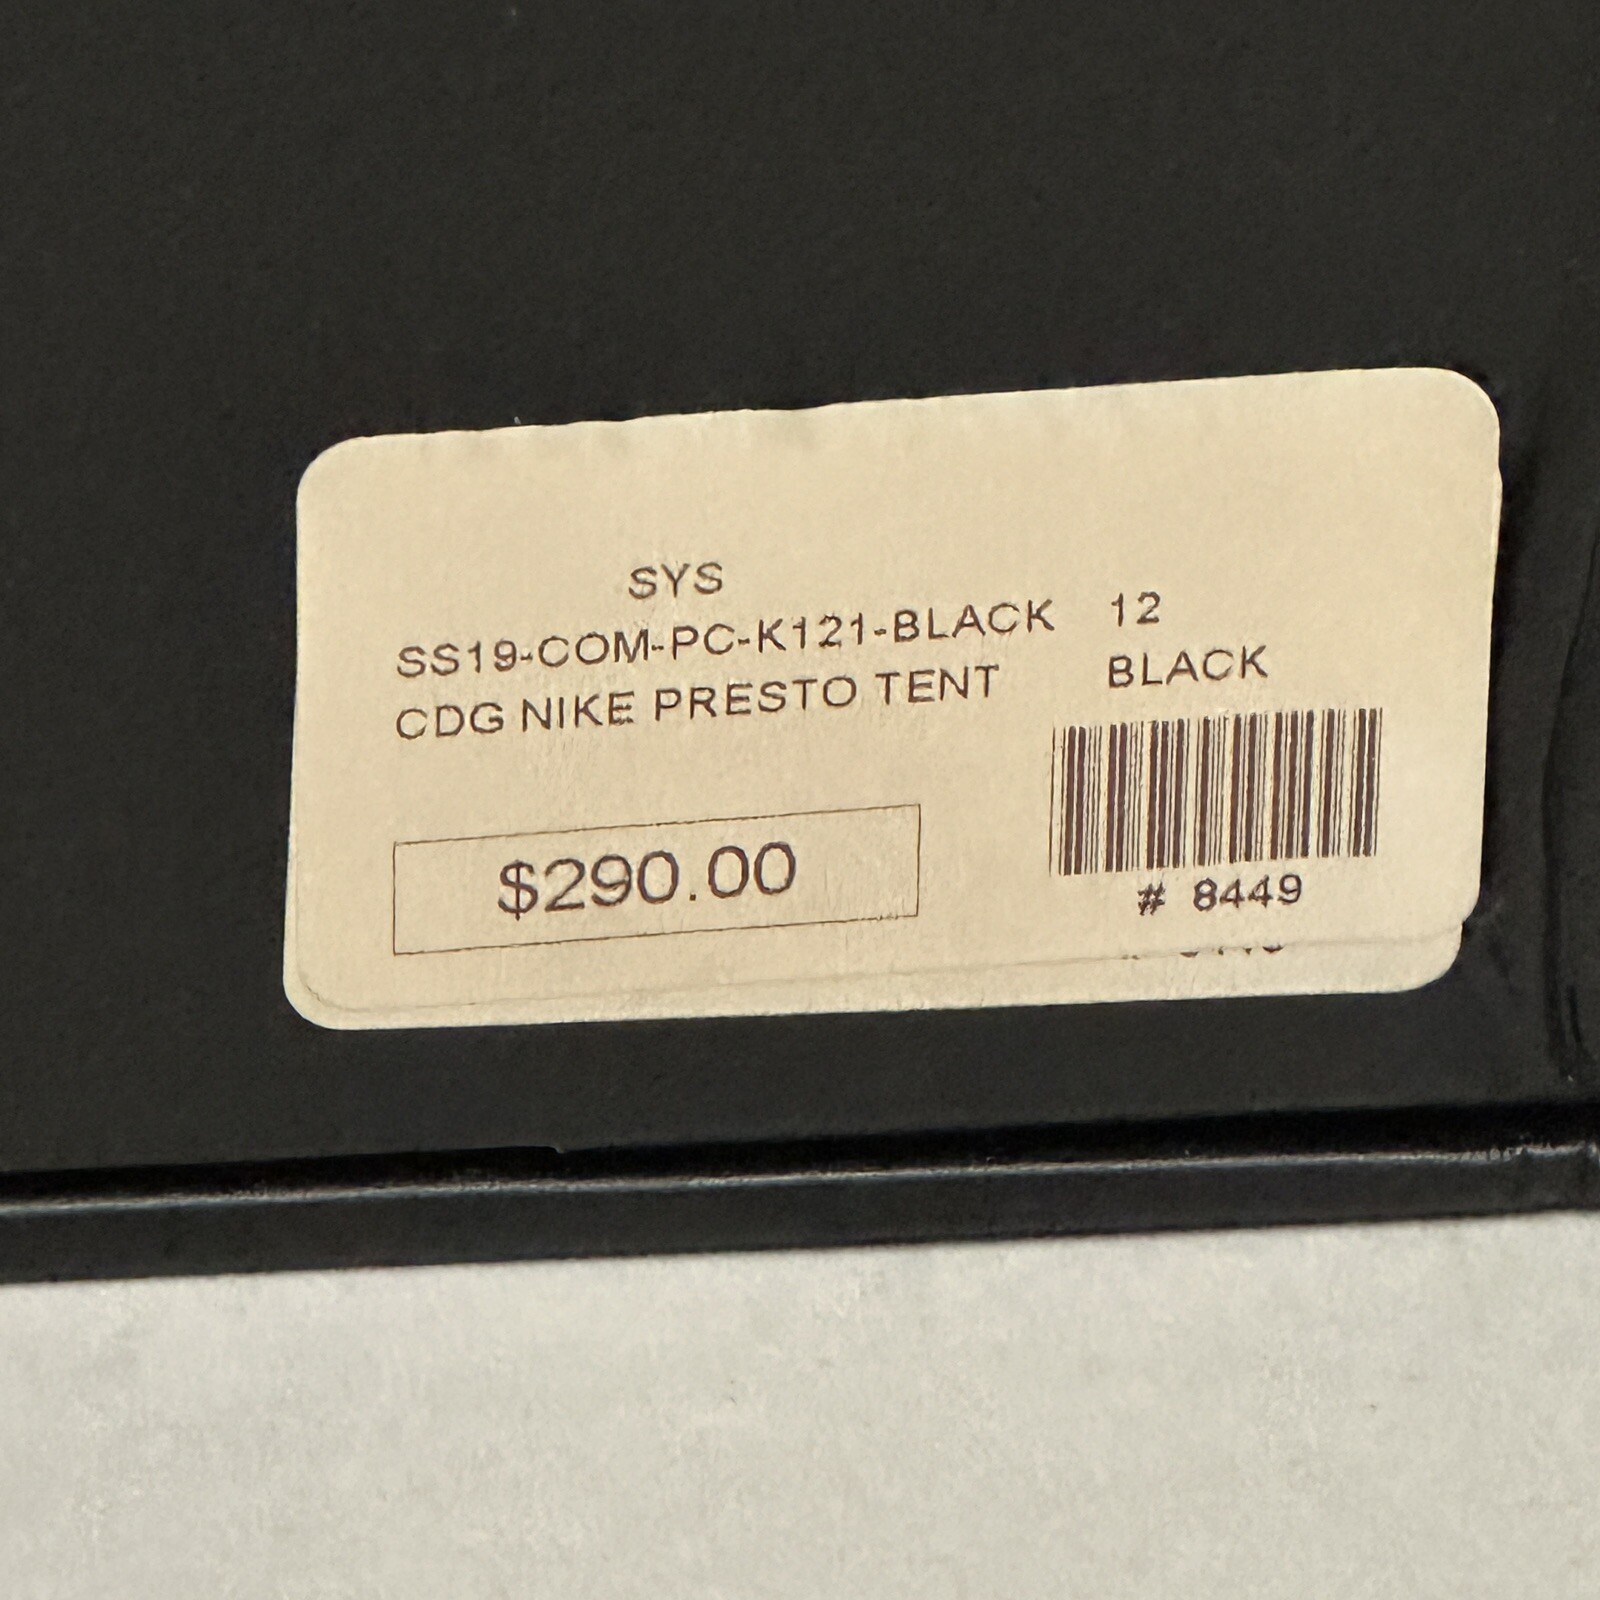 SYS
SS19-COM-PC-K121-BLACK 12
CDG NIKE PRESTO TENT BLACK
$290.00
# 8449